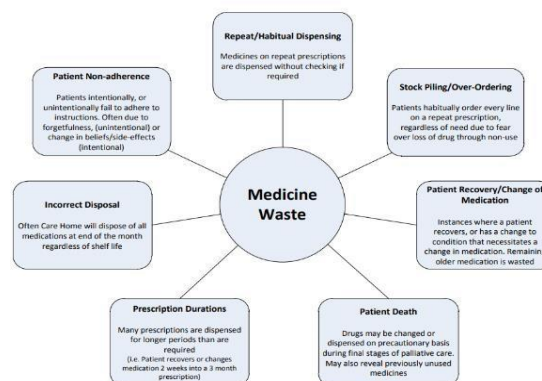 Repeat/Habitual Dispensing
Medicines on repeat prescriptions
are dispensed without checking if
required
Patient Non-adherence
Patients intentionally, or
unintentionally fail to adhere to
instructions. Often due to
forgetfulness, (unintentional) or
change in beliefs/side-effects
(intentional)
Stock Piling/Over-Ordering
Patients habitually order every line
on a repeat prescription,
regardless of need due to fear
over loss of drug through non-use
Medicine
Waste
Incorrect Disposal
Often Care Home will dispose of all
medications at end of the month
regardless of shelf life
Patient Recovery/Change of
Medication
Instances where a patient
recovers, or has a change to
condition that necessitates a
change in medication. Remaining
older medication is wasted
Prescription Durations
Many prescriptions are dispensed
for longer periods than are
required
(I.e. Patient recovers or changes
medication 2 weeks into a 3 month
prescription)
Patient Death
Drugs may be changed or
dispensed on precautionary basis
during final stages of palliative care.
May also reveal previously unused
medicines